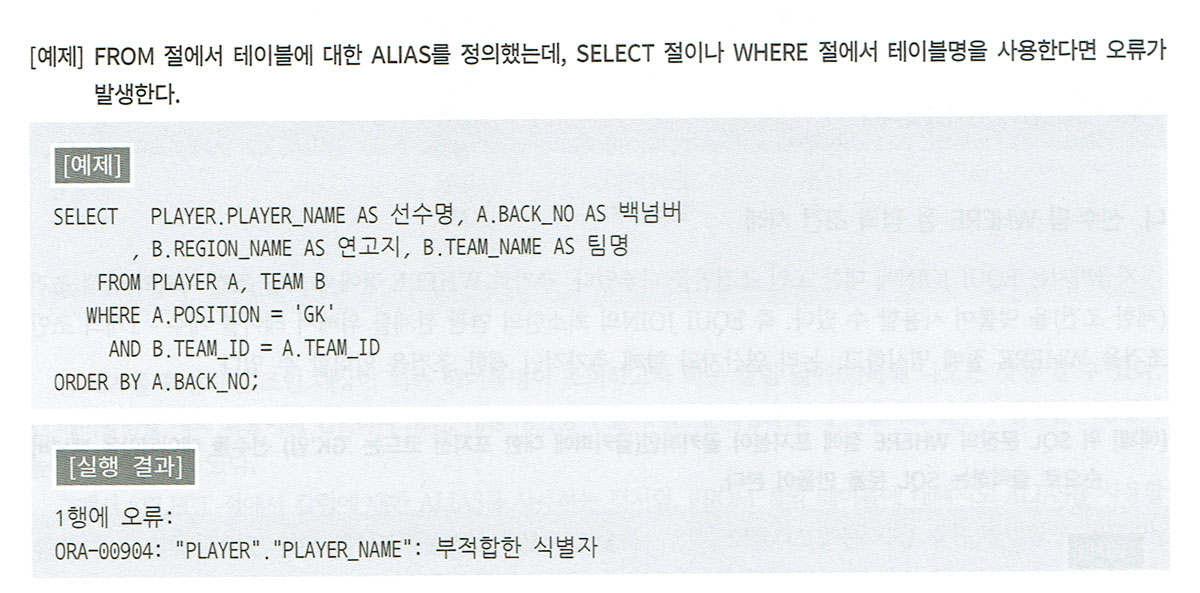 [예제] FROM 절에서 테이블에 대한 ALIAS를 정의했는데, SELECT 절이나 WHERE 절에서 테이블명을 사용한다면 오류가
발생한다.
[예제]
SELECT PLAYER.PLAYER_NAME AS 선수명, A.BACK_NO AS 백넘버
, B.REGION_NAME AS 연고지, B.TEAM_NAME AS 팀명
FROM PLAYER A, TEAM B
WHERE A.POSITION = 'GK'
AND B.TEAM_ID = A.TEAM_ID
ORDER BY A.BACK_NO;
[실행 결과]
1행에 오류:
ORA-00904: "PLAYER"."PLAYER_NAME": 부적합한 식별자